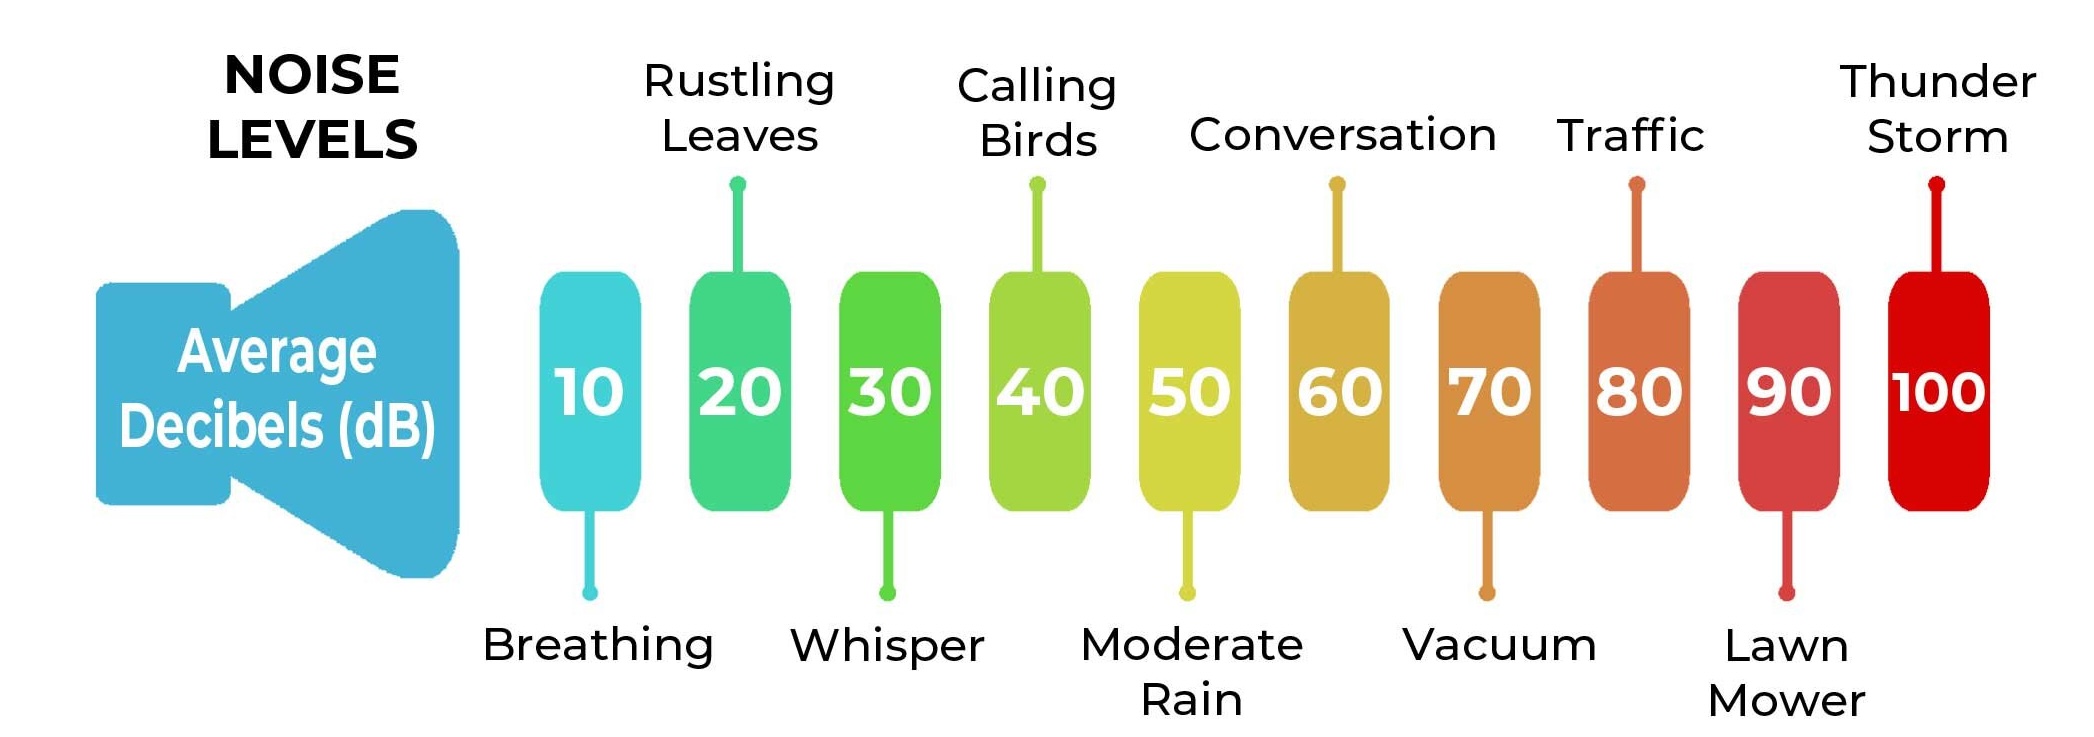 NOISE
LEVELS
Average
Decibels (dB)
Rustling
Leaves
Calling
Birds
Conversation
Traffic
Thunder
Storm
10
20
30
40
50
60
70
80
90
100
Breathing
Whisper
Moderate
Rain
Vacuum
Lawn
Mower